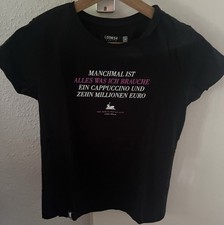 MANCHMAL IST
ALLES WAS ICH BRAUCHE
EIN CAPPUCCINO UND
ZEHN MILLIONEN EURO